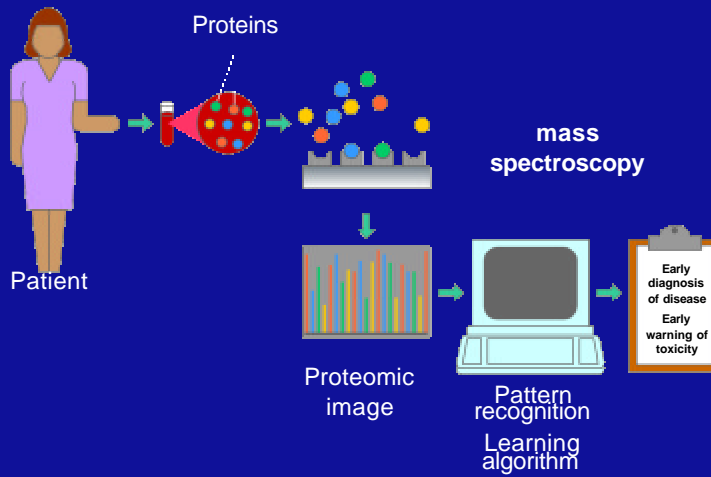 Proteins
mass
spectroscopy
Patient
Proteomic
image
Pattern
recognition
Learning
algorithm
Early
diagnosis
of disease
Early
warning of
toxicity